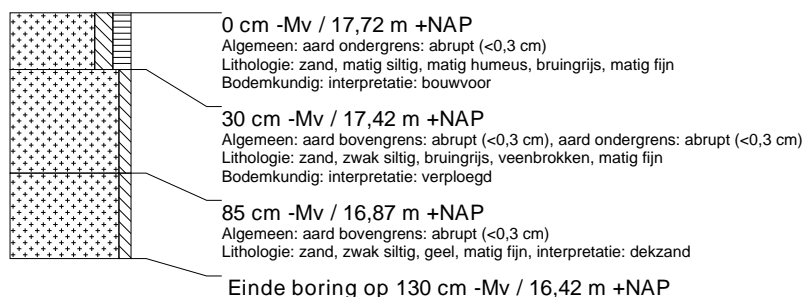 0 cm -Mv / 17,72 m +NAP
Algemeen: aard ondergrens: abrupt (<0,3 cm)
Lithologie: zand, matig siltig, matig humeus, bruingrijs, matig fijn
Bodemkundig: interpretatie: bouwvoor
30 cm -Mv / 17,42 m +NAP
Algemeen: aard bovengrens: abrupt (<0,3 cm), aard ondergrens: abrupt (<0,3 cm)
Lithologie: zand, zwak siltig, bruingrijs, veenbrokken, matig fijn
Bodemkundig: interpretatie: verploegd
85 cm -Mv / 16,87 m +NAP
Algemeen: aard bovengrens: abrupt (<0,3 cm)
Lithologie: zand, zwak siltig, geel, matig fijn, interpretatie: dekzand
Einde boring op 130 cm -Mv / 16,42 m +NAP